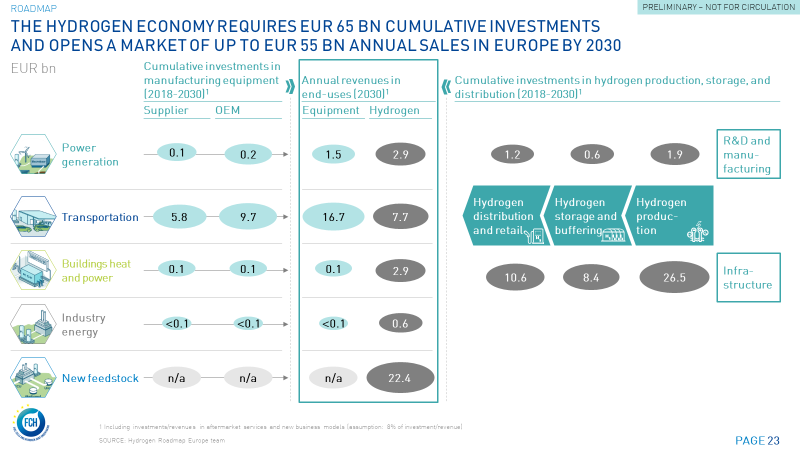 ROADMAP
PRELIMINARY – NOT FOR CIRCULATION
THE HYDROGEN ECONOMY REQUIRES EUR 65 BN CUMULATIVE INVESTMENTS
AND OPENS A MARKET OF UP TO EUR 55 BN ANNUAL SALES IN EUROPE BY 2030
EUR bn
Cumulative investments in
manufacturing equipment
(2018-2030)¹
Supplier OEM
Annual revenues in
end-uses (2030)¹
Equipment Hydrogen
Cumulative investments in hydrogen production, storage, and
distribution (2018-2030)¹
Power
generation
0.1 0.2 1.5 2.9
1.2 0.6 1.9
R&D and
manu-
facturing
Transportation
5.8 9.7 16.7 7.7
Hydrogen
distribution
and retail
Hydrogen
storage and
buffering
Hydrogen
produc-
tion
Buildings heat
and power
0.1 0.1 0.1 2.9
10.6 8.4 26.5
Infra-
structure
Industry
energy
<0.1 <0.1 <0.1 0.6
New feedstock
n/a n/a n/a 22.4
FCH
1 Including investments/revenues in aftermarket services and new business models (assumption: 8% of investment/revenue)
SOURCE: Hydrogen Roadmap Europe team
PAGE 23